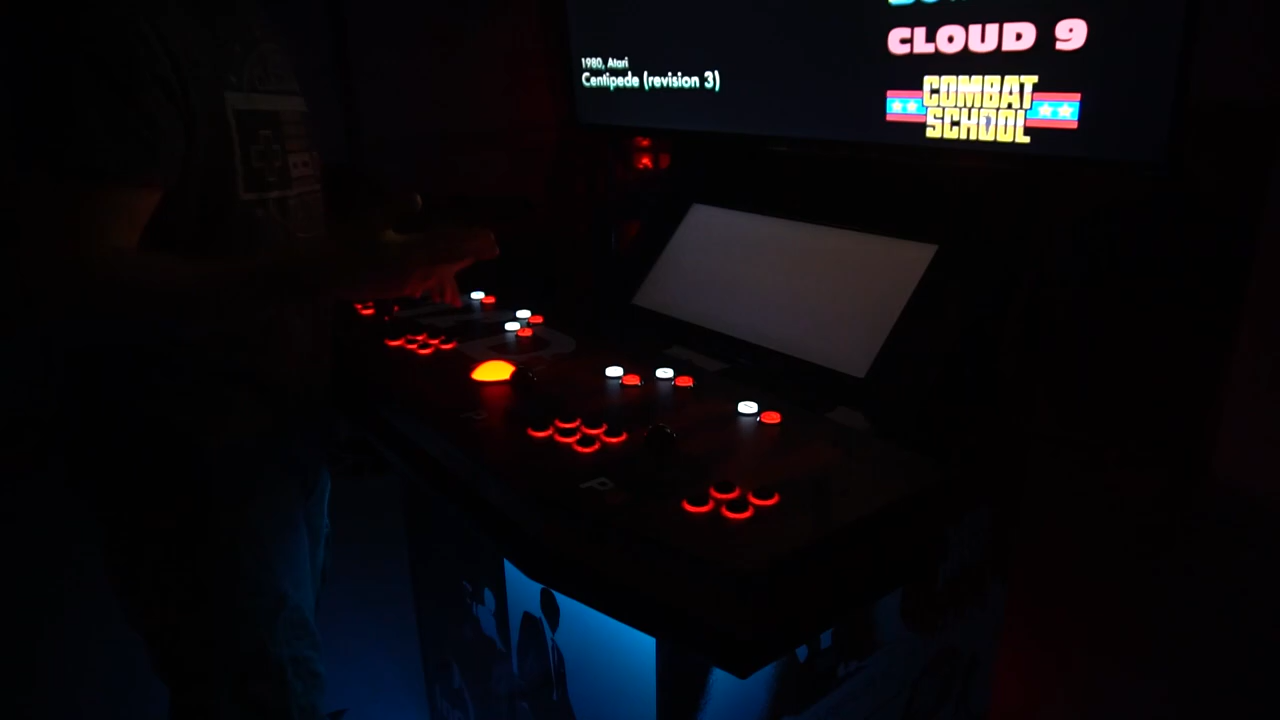 1980, Atari
Centipede (revision 3)
CLOUD 9
COMBAT
SCHOOL
P